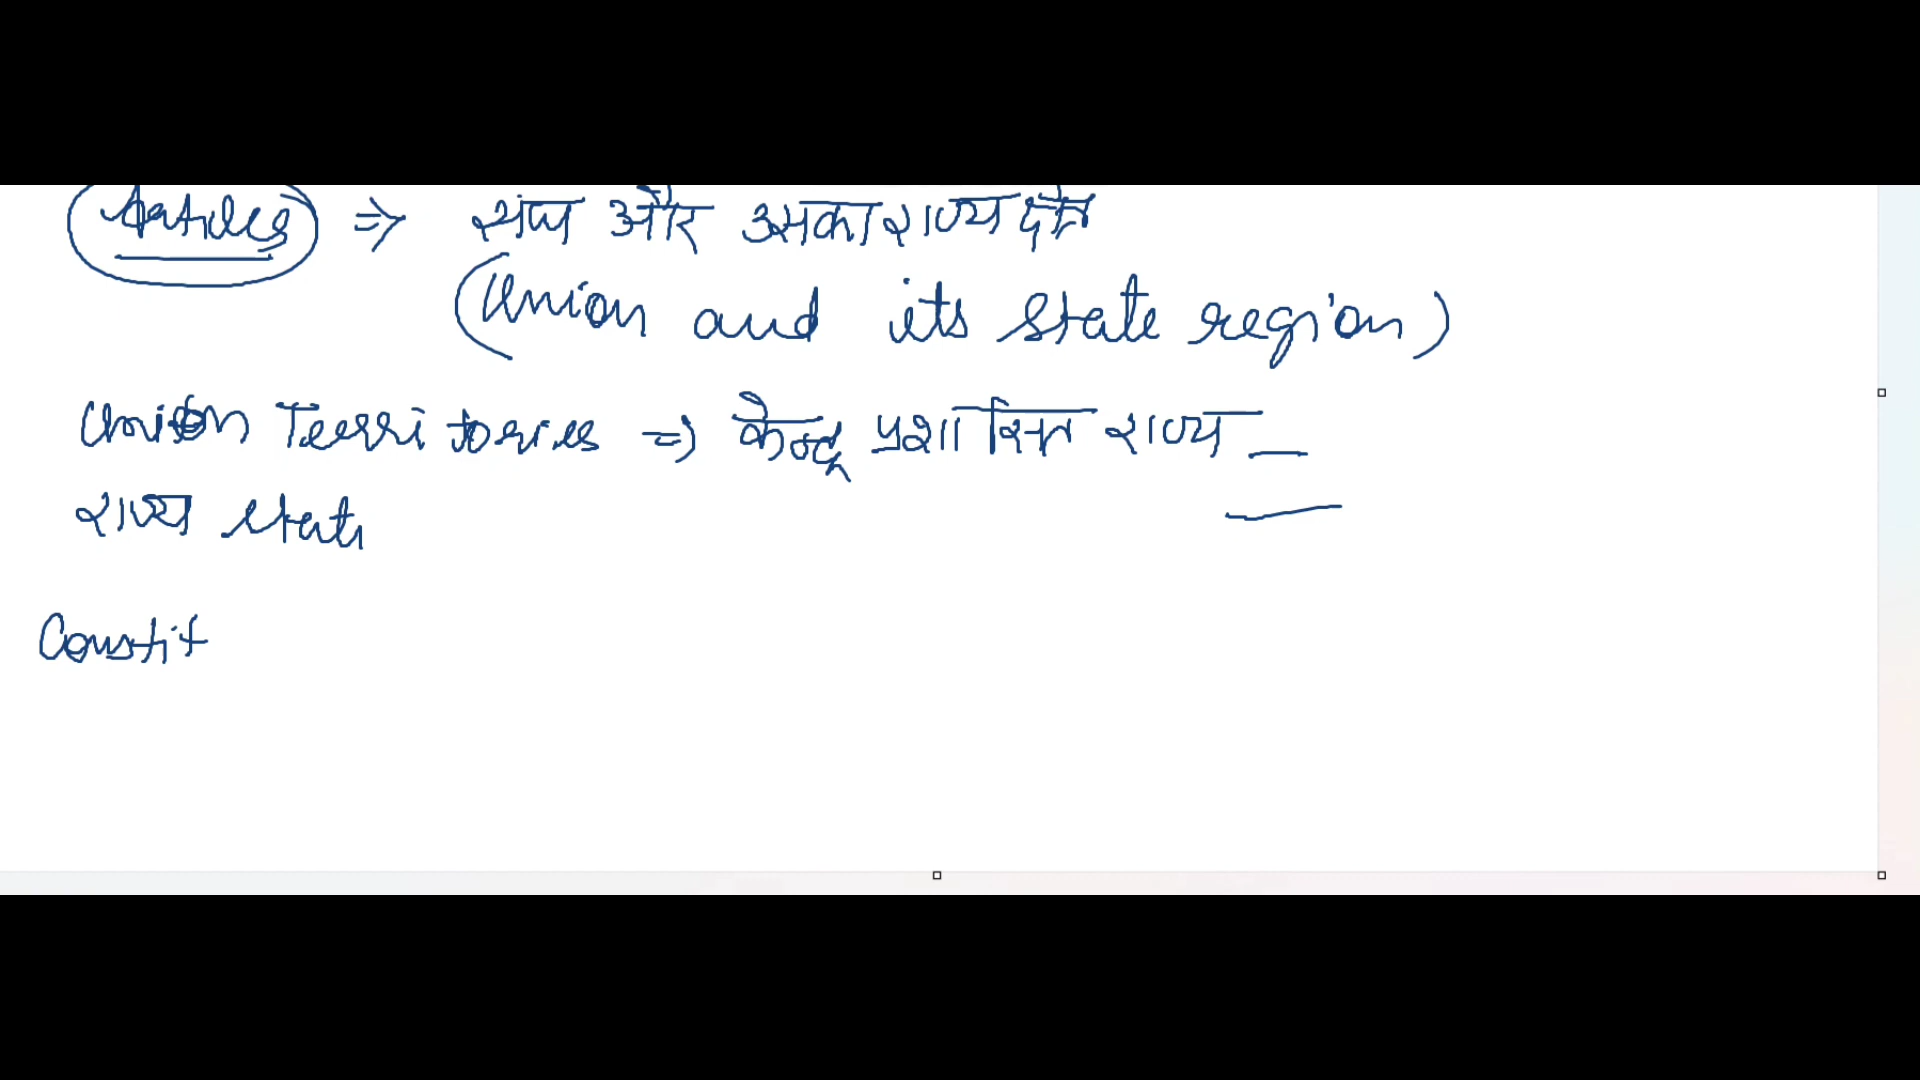 Articles => संघ और उसका राज्य क्षेत्र
(Union and its state region)
Union Territories => केन्द्र प्रशासित राज्य
राज्य State
Constit